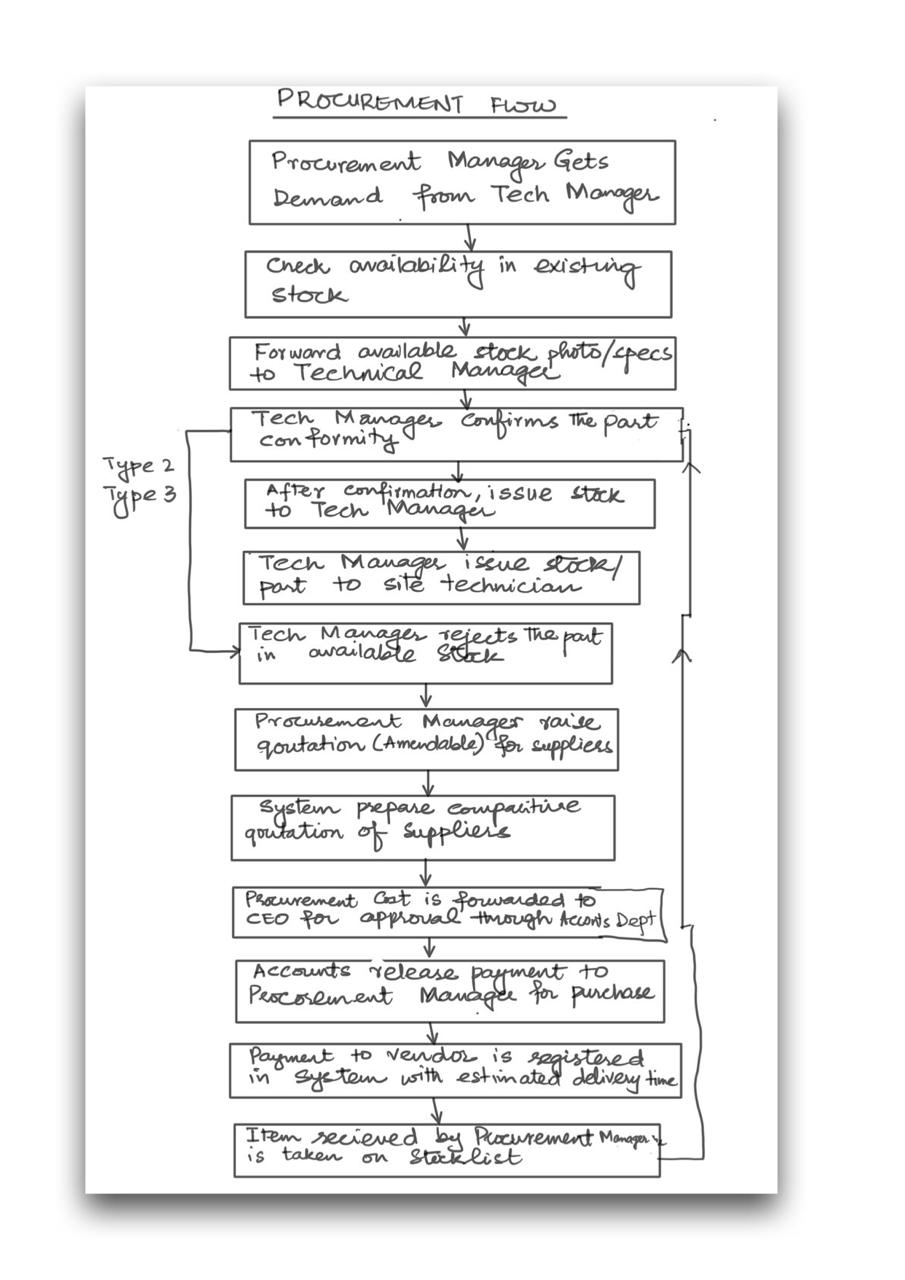 PROCUREMENT FLOW
Procurement Manager Gets
Demand from Tech Manager
Check availability in existing
stock
Forward available stock photo/specs
to Technical Manager
Tech Manager confirms the part
conformity
Type 2
Type 3
After confirmation, issue stock
to Tech Manager
Tech Manager issue stock/
part to site technician
Tech Manager rejects the part
in available Stock
Procurement Manager raise
qoutation (Amendable) for suppliers
System prepare compaitive
qoutation of suppliers
Procurement Cost is forwarded to
CEO for approval through Accouts Dept
Accounts release payment to
Procorement Manager for purchase
Payment to vendor is registered
in system with estimated delivery time
Item recieved by Procurement Manager
is taken on Stocklist